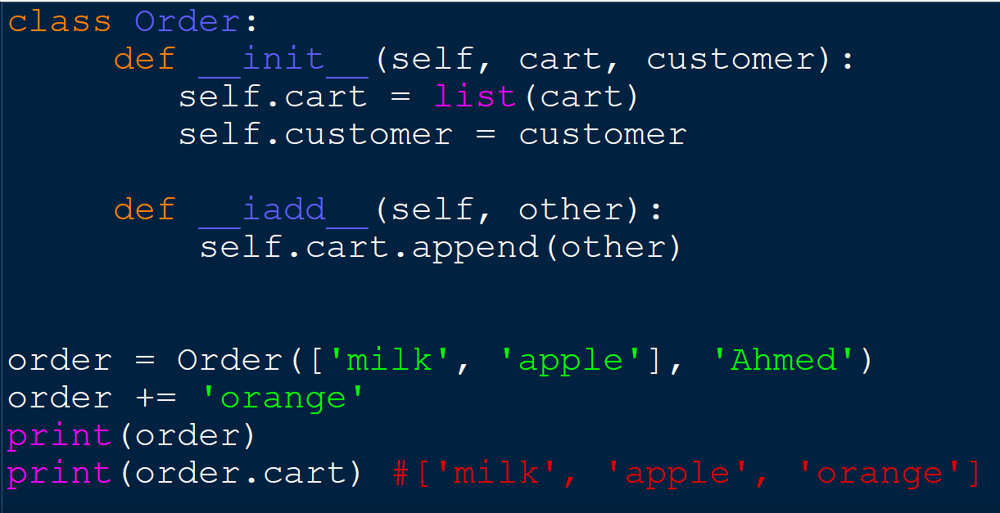 class Order:
def __init__(self, cart, customer):
self.cart = list(cart)
self.customer = customer
def __iadd__(self, other):
self.cart.append(other)
order = Order(['milk', 'apple'], 'Ahmed')
order += 'orange'
print(order)
print(order.cart) #['milk', 'apple', 'orange']